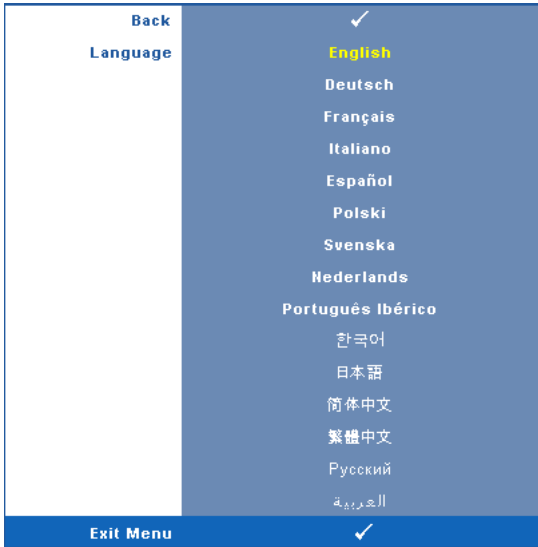 Back ✓
Language English
Deutsch
Français
Italiano
Español
Polski
Svenska
Nederlands
Português Ibérico
한국어
日本語
简体中文
繁體中文
Русский
العربية
Exit Menu ✓